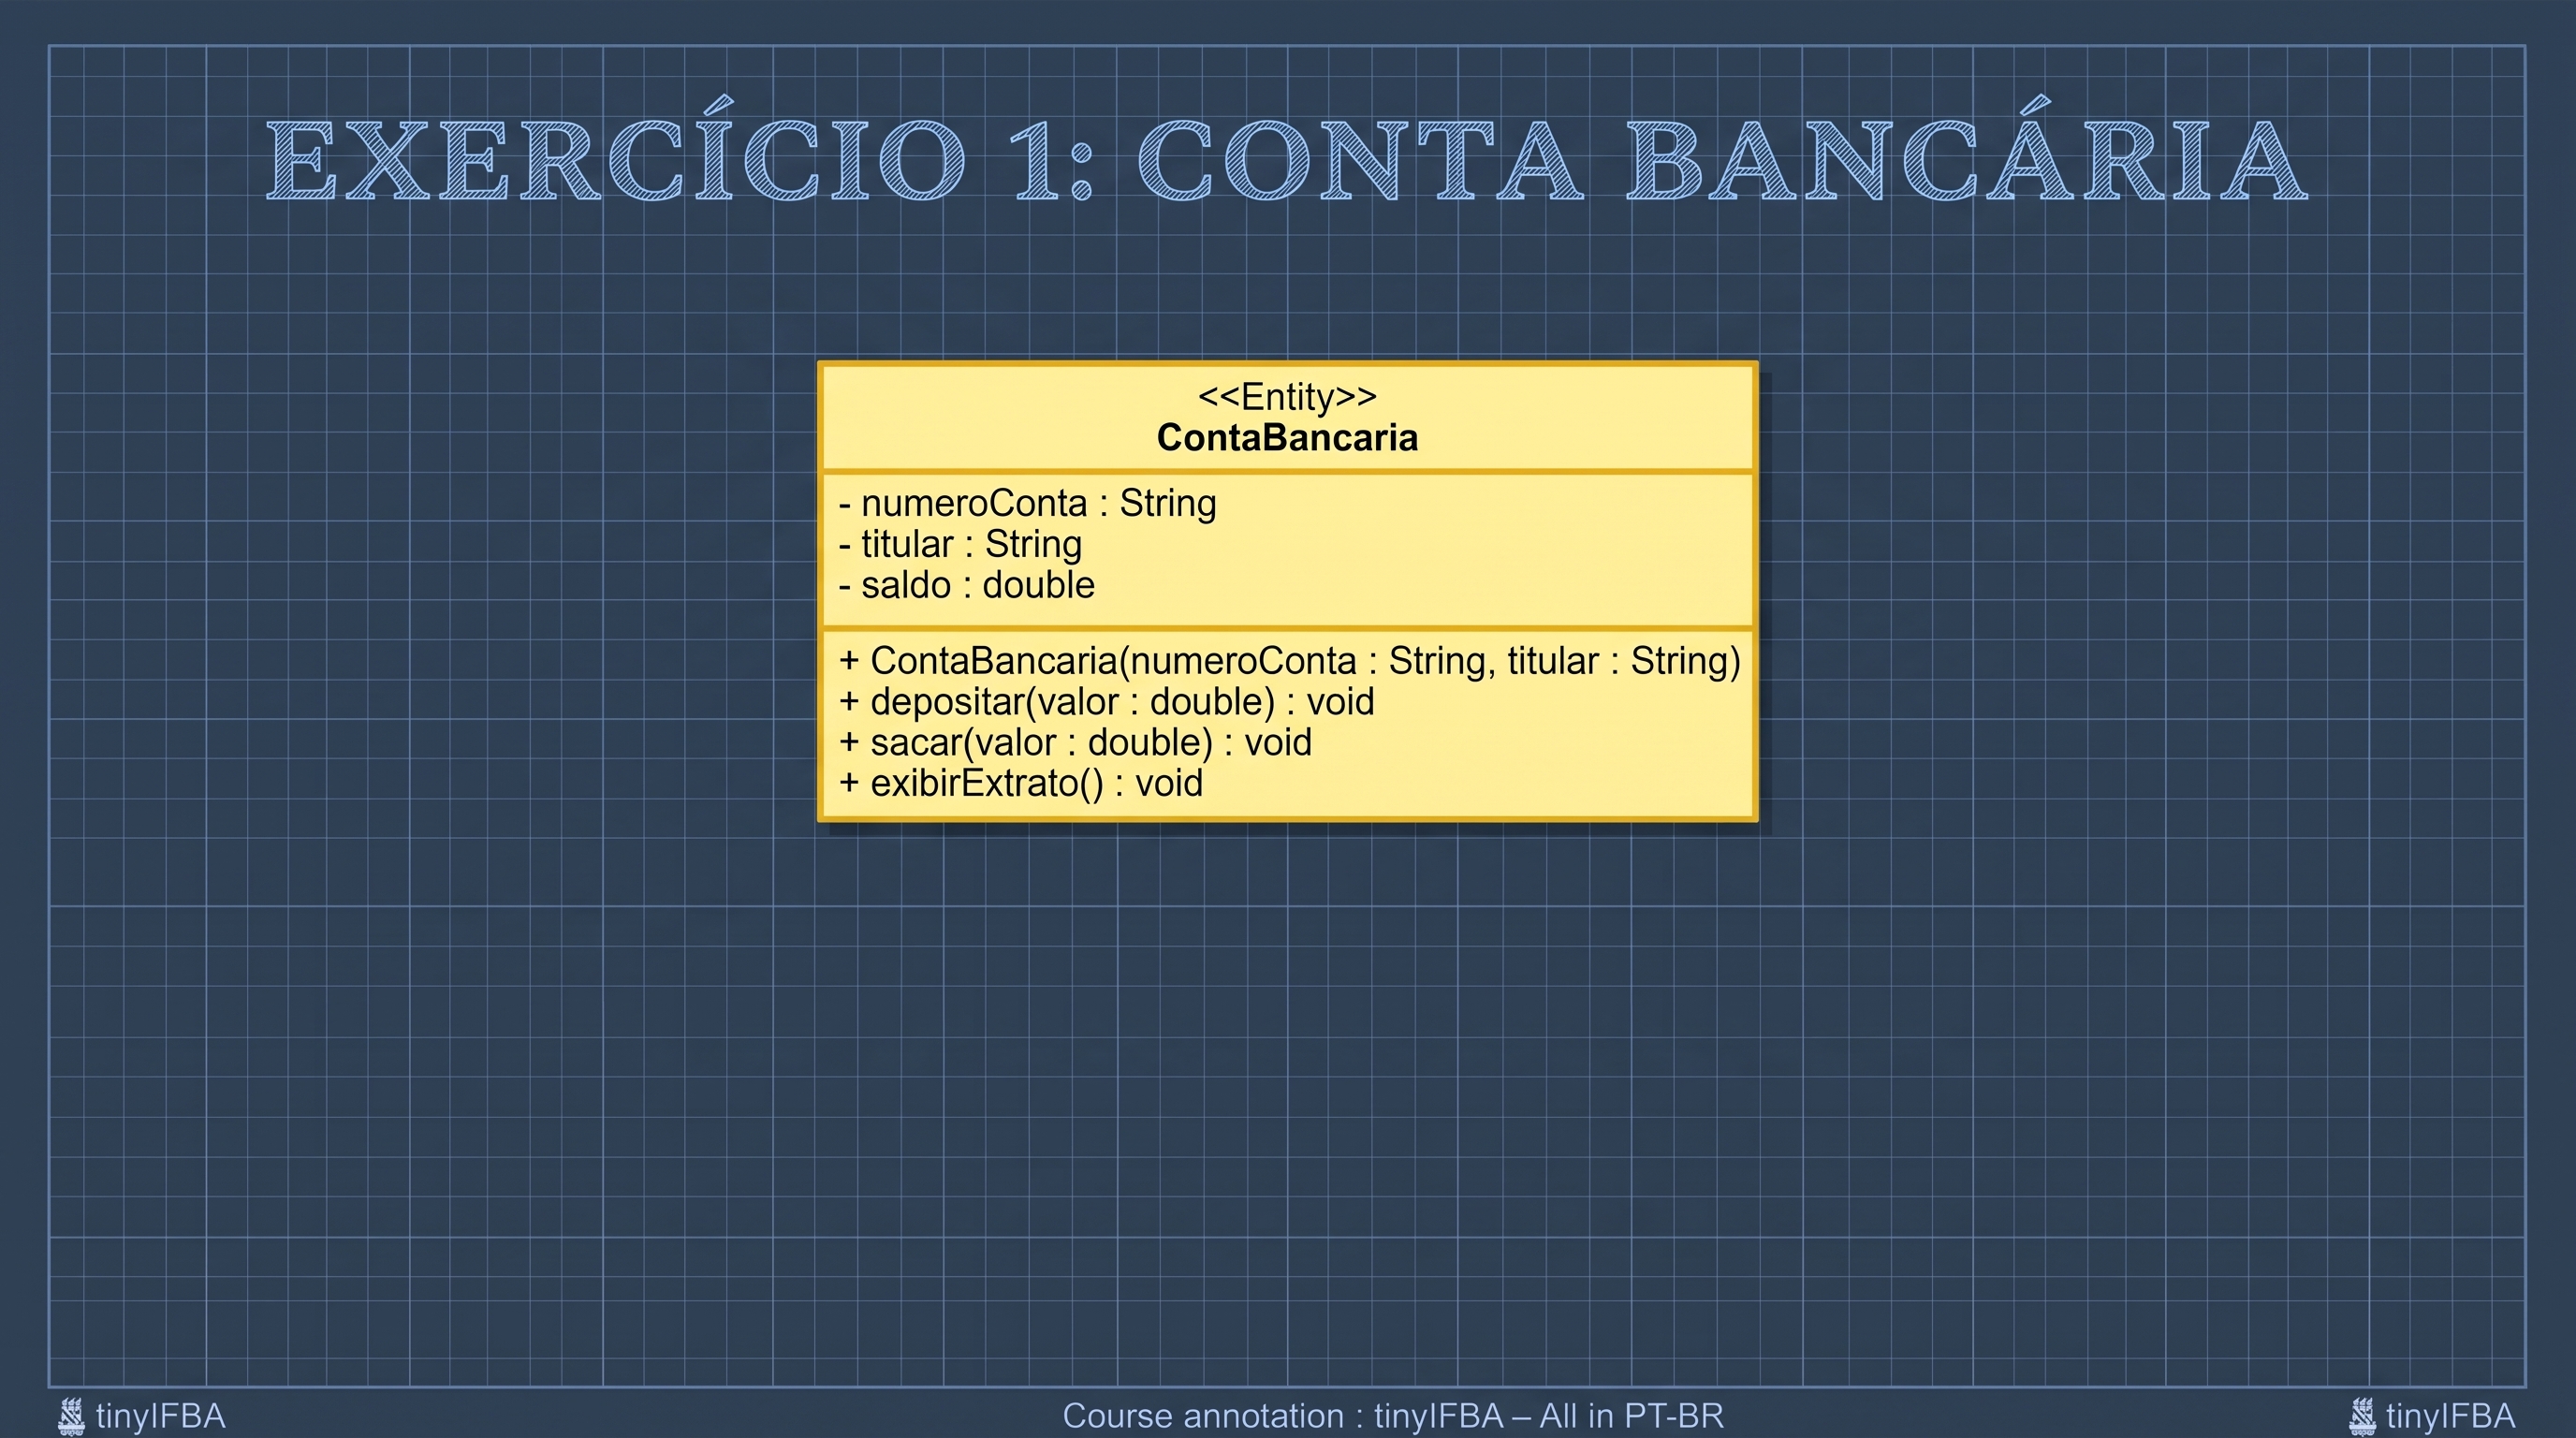 EXERCÍCIO 1: CONTA BANCÁRIA
<<Entity>>
ContaBancaria
- numeroConta : String
- titular : String
- saldo : double
+ ContaBancaria(numeroConta : String, titular : String)
+ depositar(valor : double) : void
+ sacar(valor : double) : void
+ exibirExtrato() : void
tinyIFBA
Course annotation : tinyIFBA – All in PT-BR
tinyIFBA